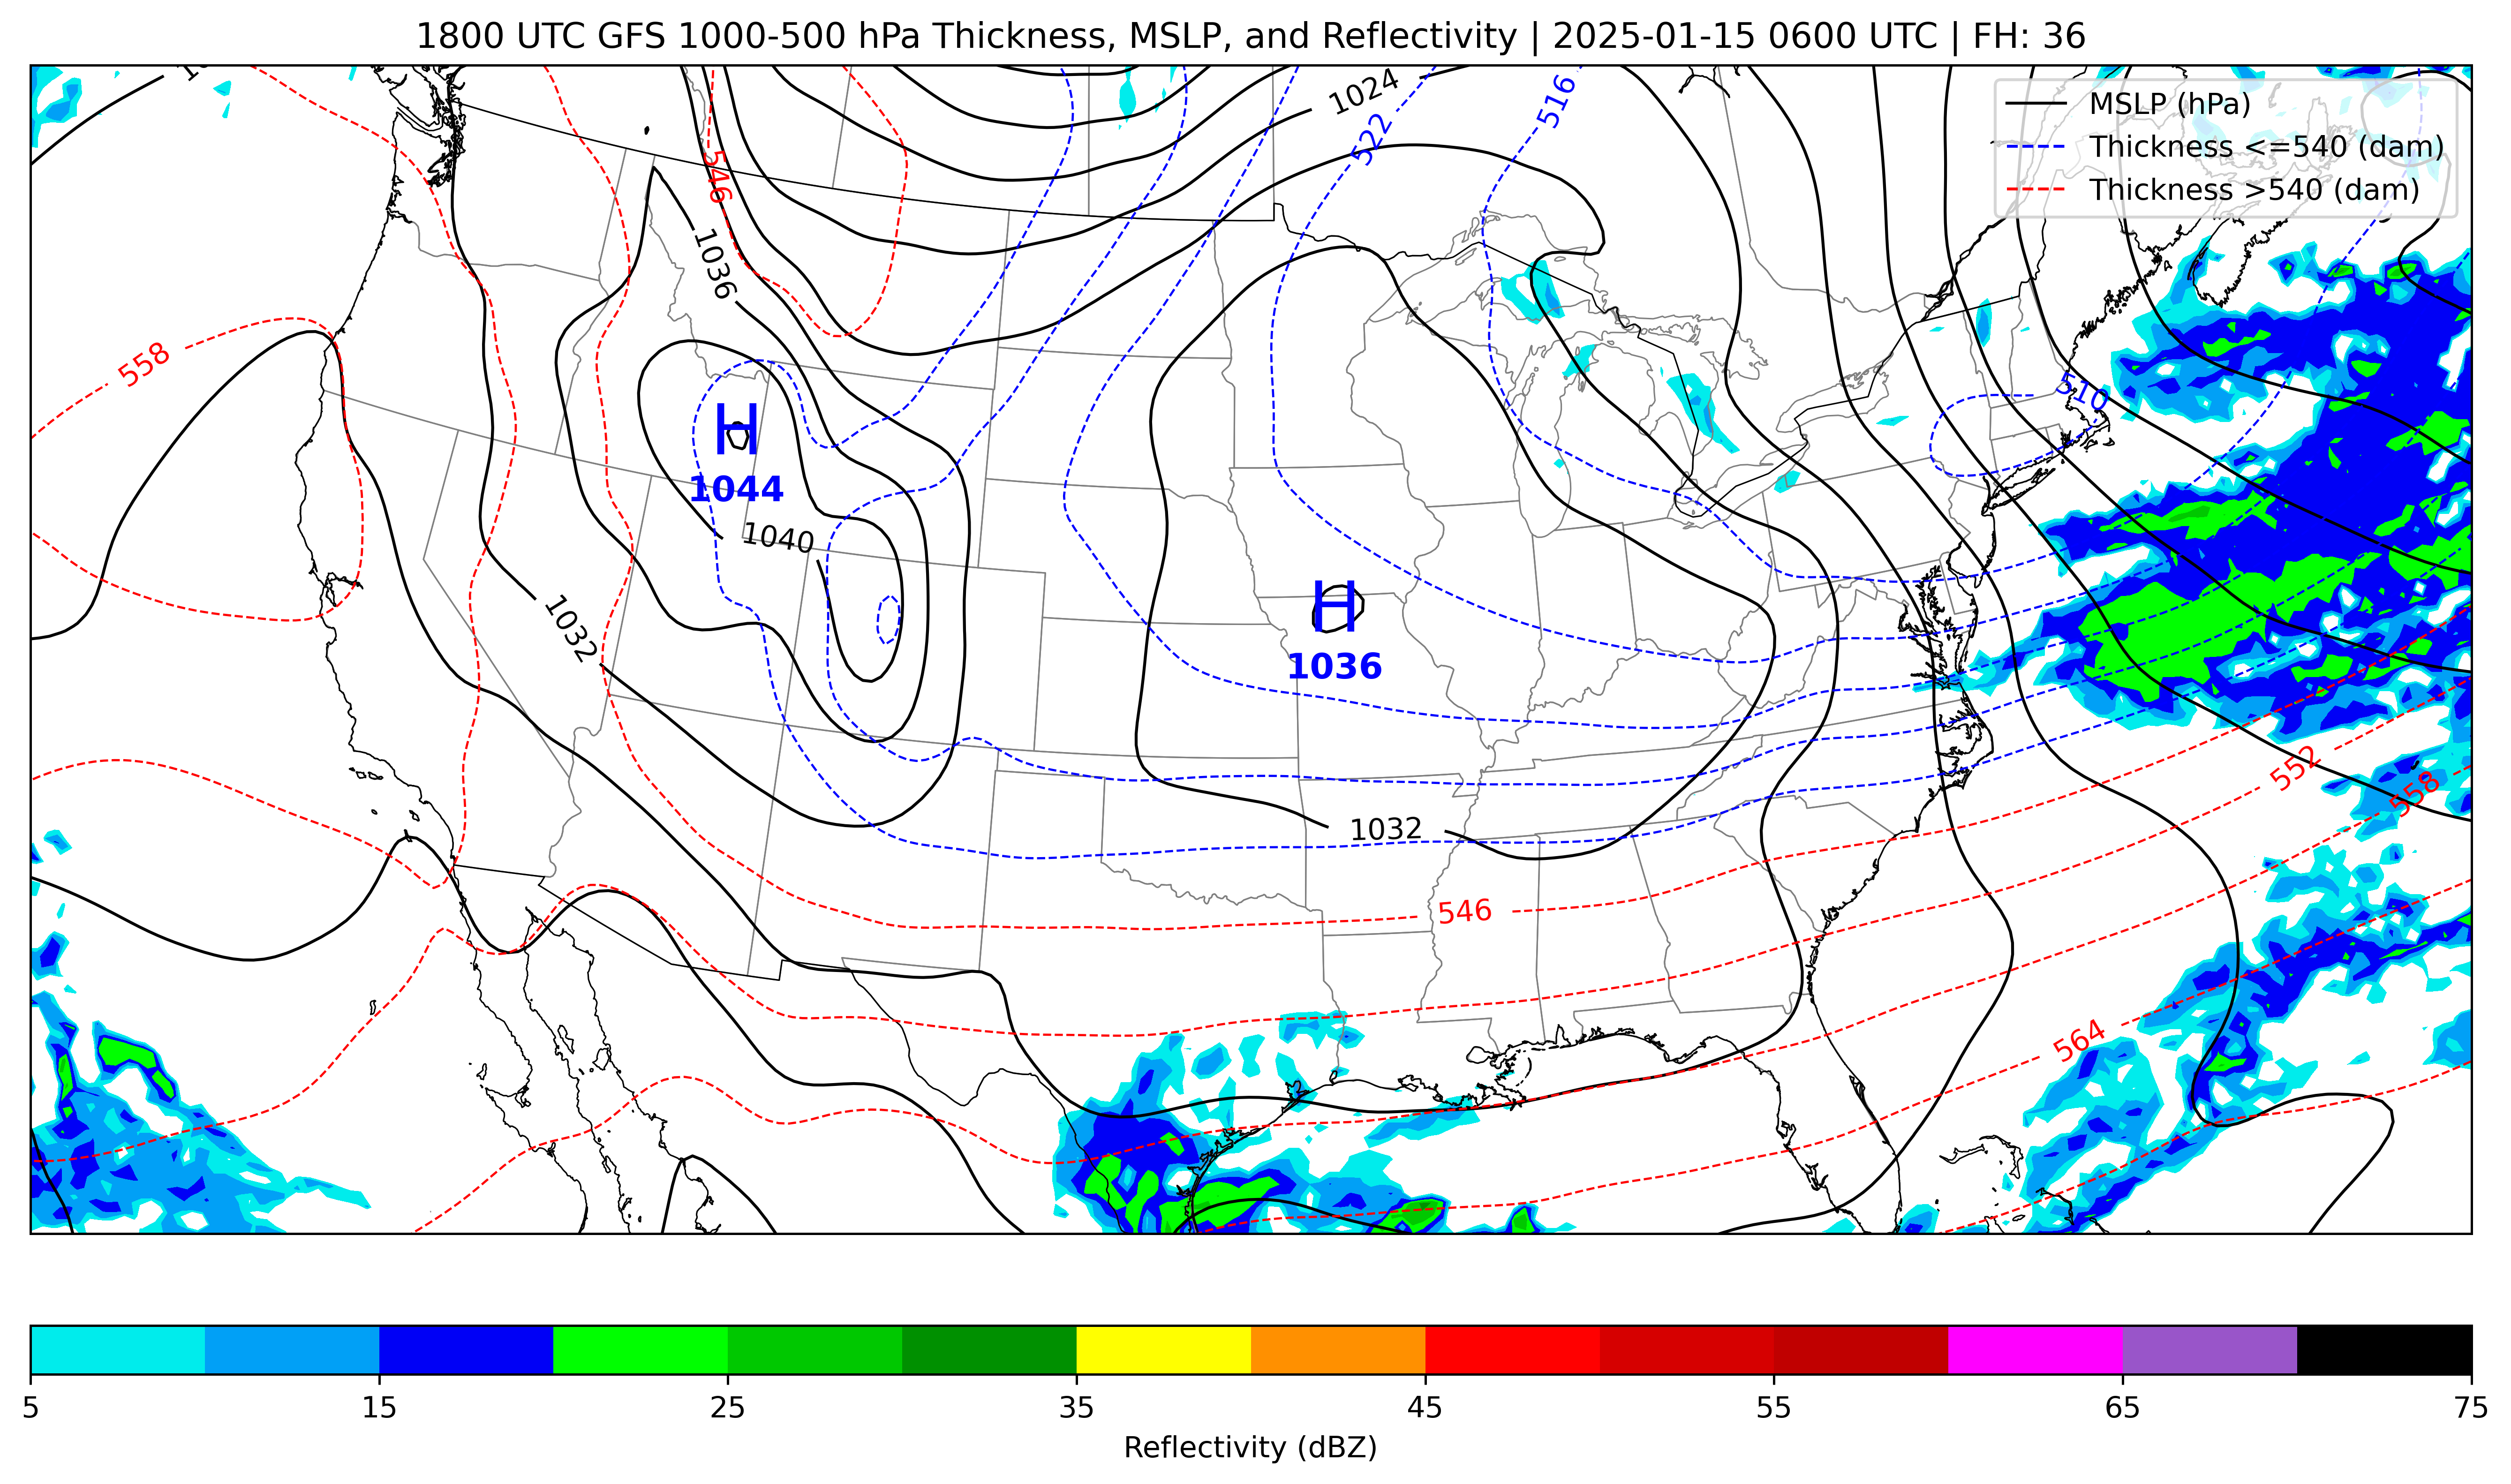 1800 UTC GFS 1000-500 hPa Thickness, MSLP, and Reflectivity | 2025-01-15 0600 UTC | FH: 36
MSLP (hPa)
Thickness <=540 (dam)
Thickness >540 (dam)
1024
516
522
546
1036
558
510
H
1044
1040
H
1036
1032
552
558
1032
546
564
5 15 25 35 45 55 65 75
Reflectivity (dBZ)